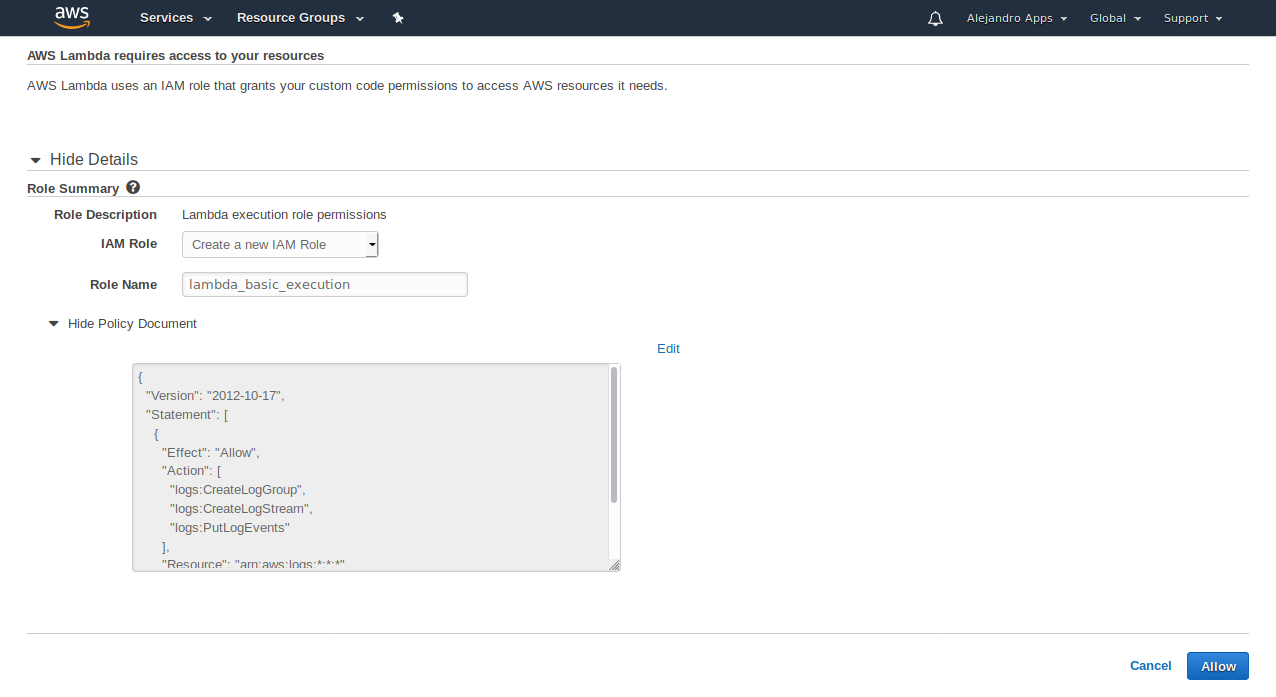 aws Services Resource Groups Alejandro Apps Global Support
AWS Lambda requires access to your resources
AWS Lambda uses an IAM role that grants your custom code permissions to access AWS resources it needs.
Hide Details
Role Summary ?
Role Description Lambda execution role permissions
IAM Role Create a new IAM Role
Role Name lambda_basic_execution
Hide Policy Document
Edit
{
"Version": "2012-10-17",
"Statement": [
{
"Effect": "Allow",
"Action": [
"logs:CreateLogGroup",
"logs:CreateLogStream",
"logs:PutLogEvents"
],
"Resource": "arn:aws:logs:*:*:*"
Cancel Allow